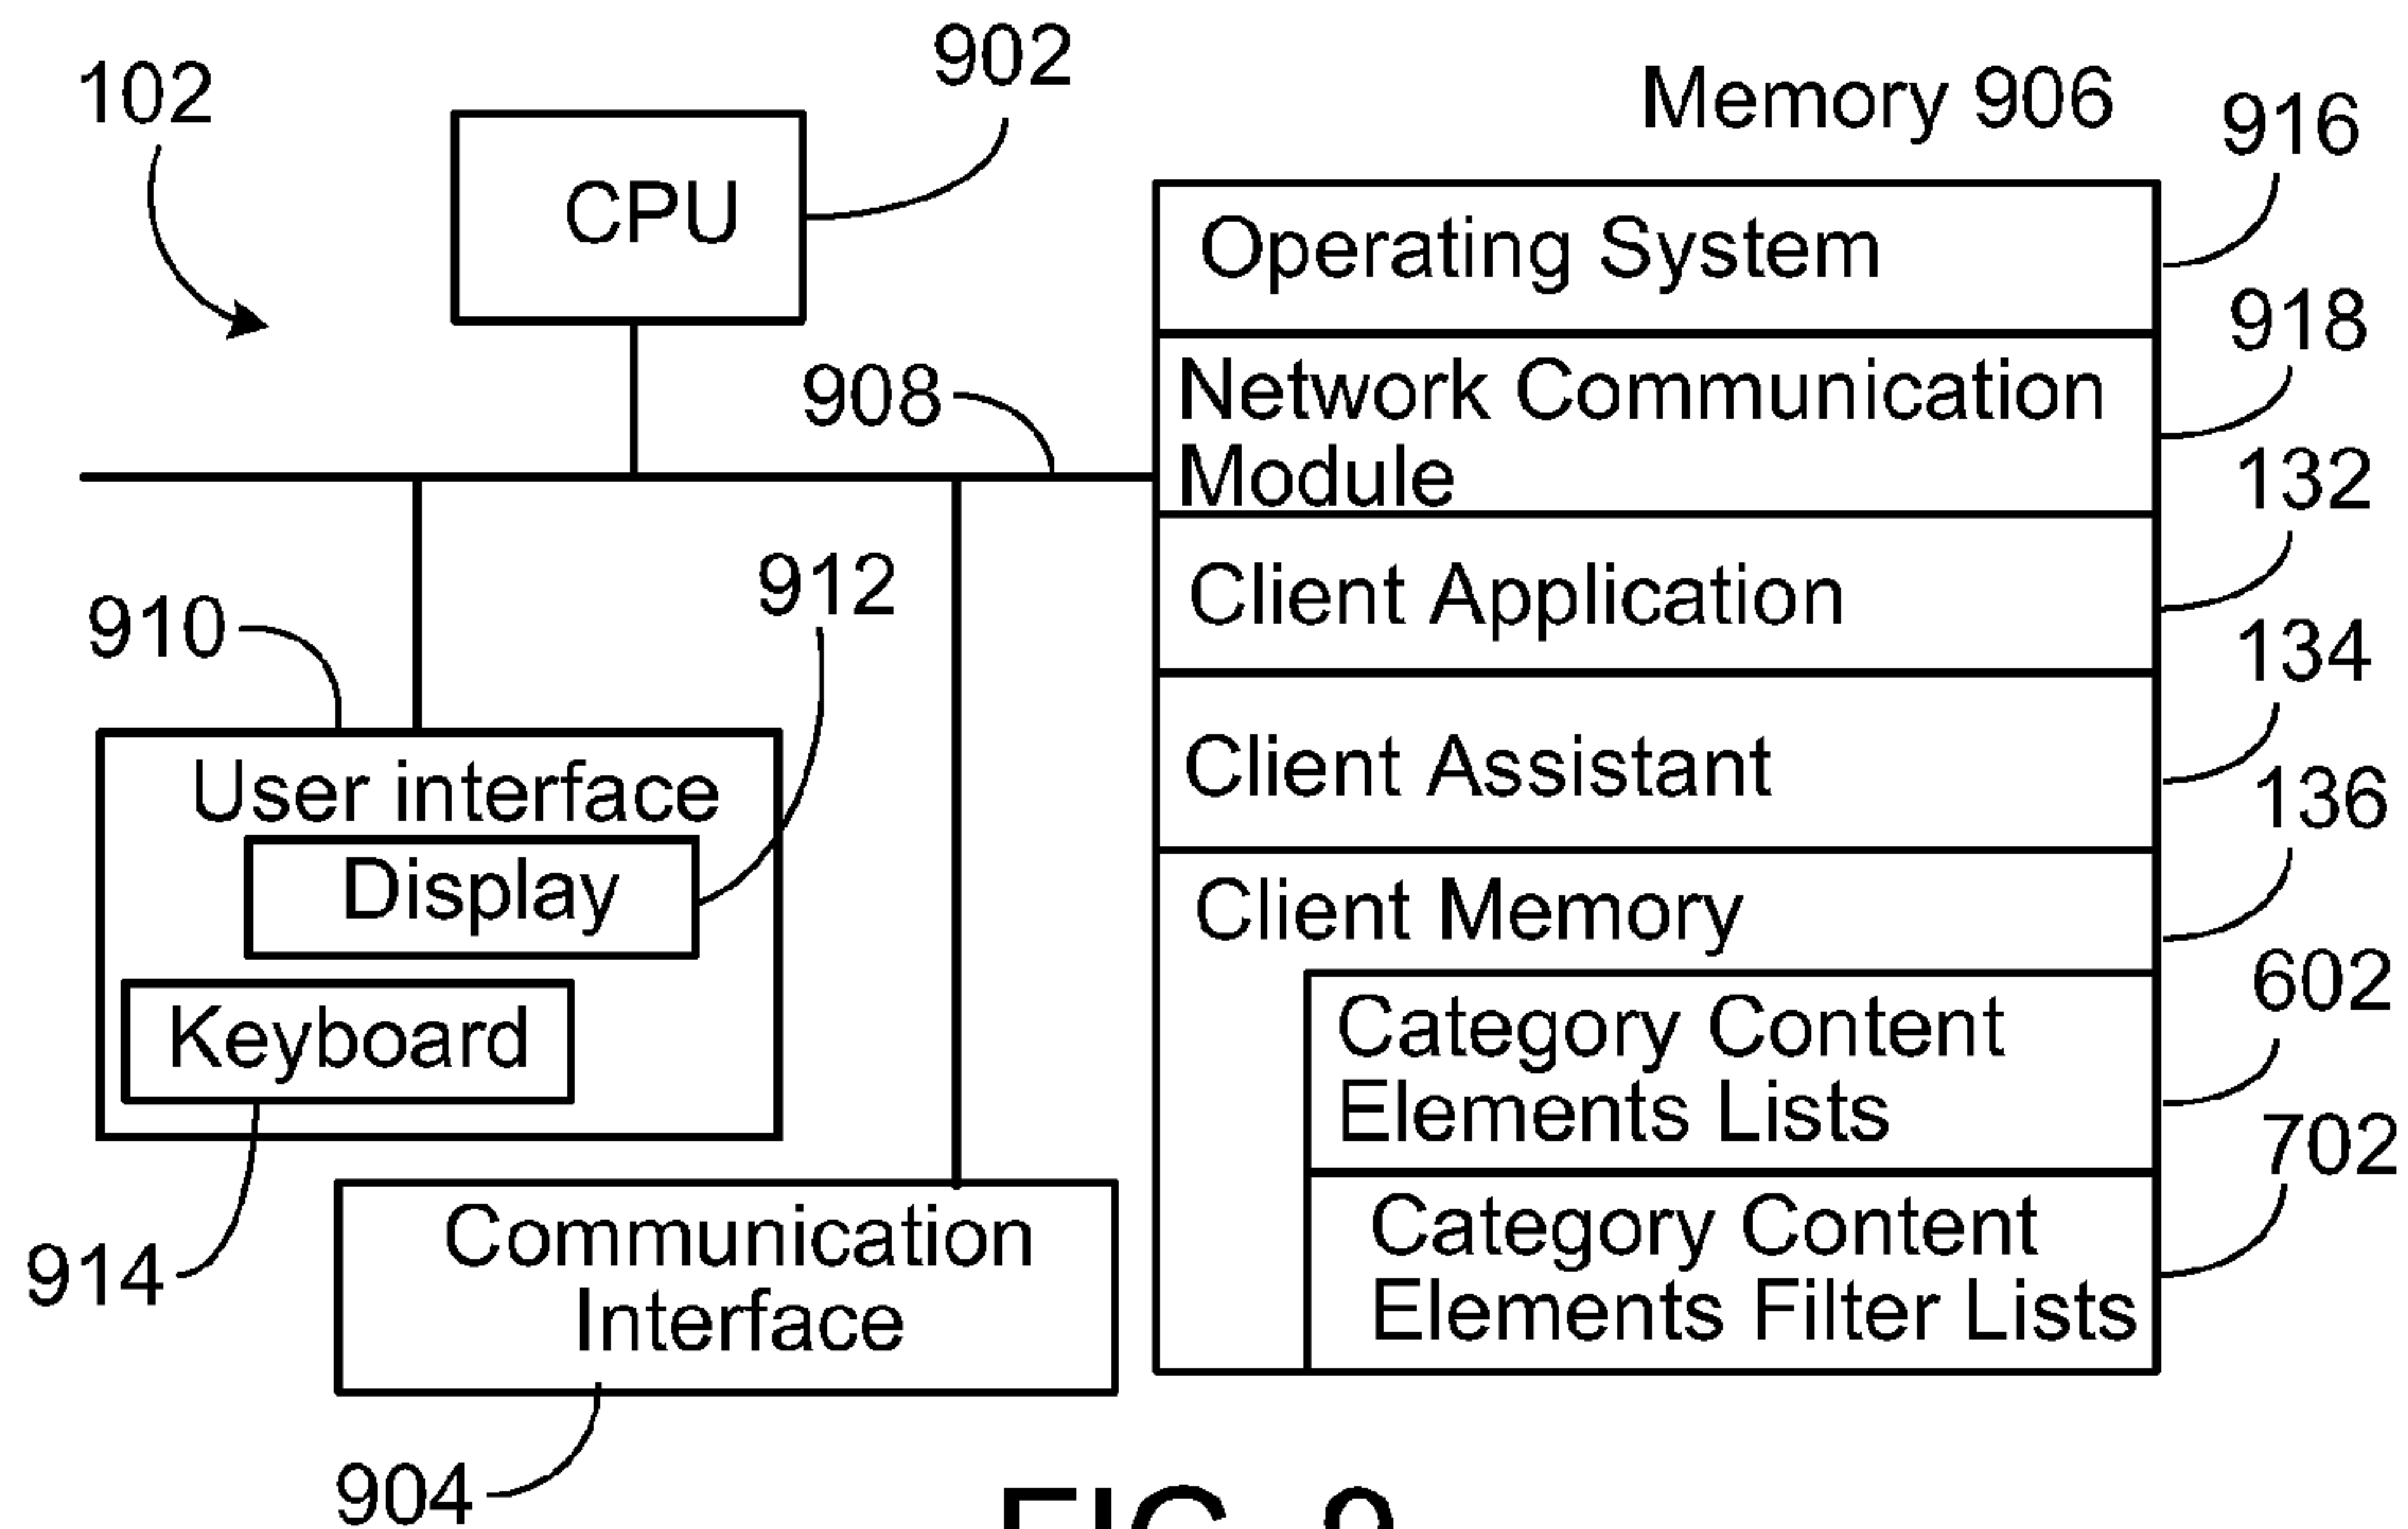 102
902
CPU
Memory 906
916
Operating System
918
908
Network Communication
Module
132
Client Application
912
910
134
Client Assistant
User interface
136
Display
Client Memory
602
Keyboard
Category Content
Elements Lists
702
Communication
Interface
Category Content
Elements Filter Lists
914
904
FIG.